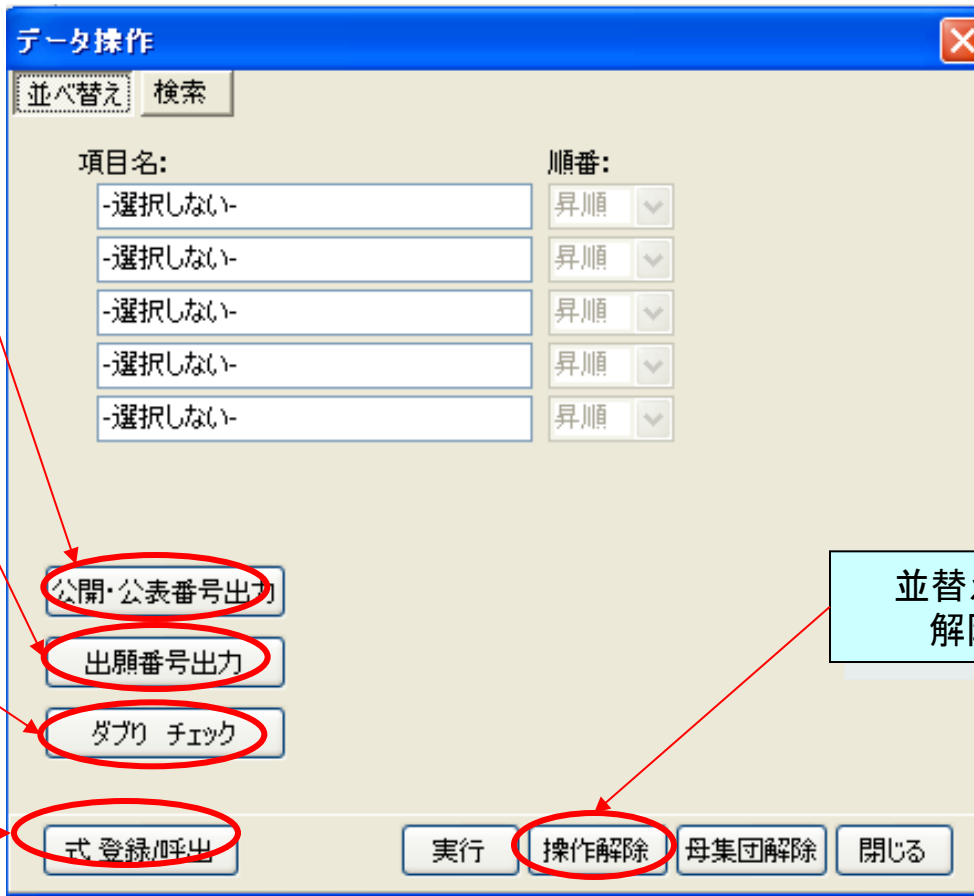 データ操作
並べ替え 検索
項目名: 順番:
-選択しない- 昇順
-選択しない- 昇順
-選択しない- 昇順
-選択しない- 昇順
-選択しない- 昇順
公開・公表番号出力
並替
出願番号出力
ダブり チェック
式 登録/呼出 実行 操作解除 母集団解除 閉じる